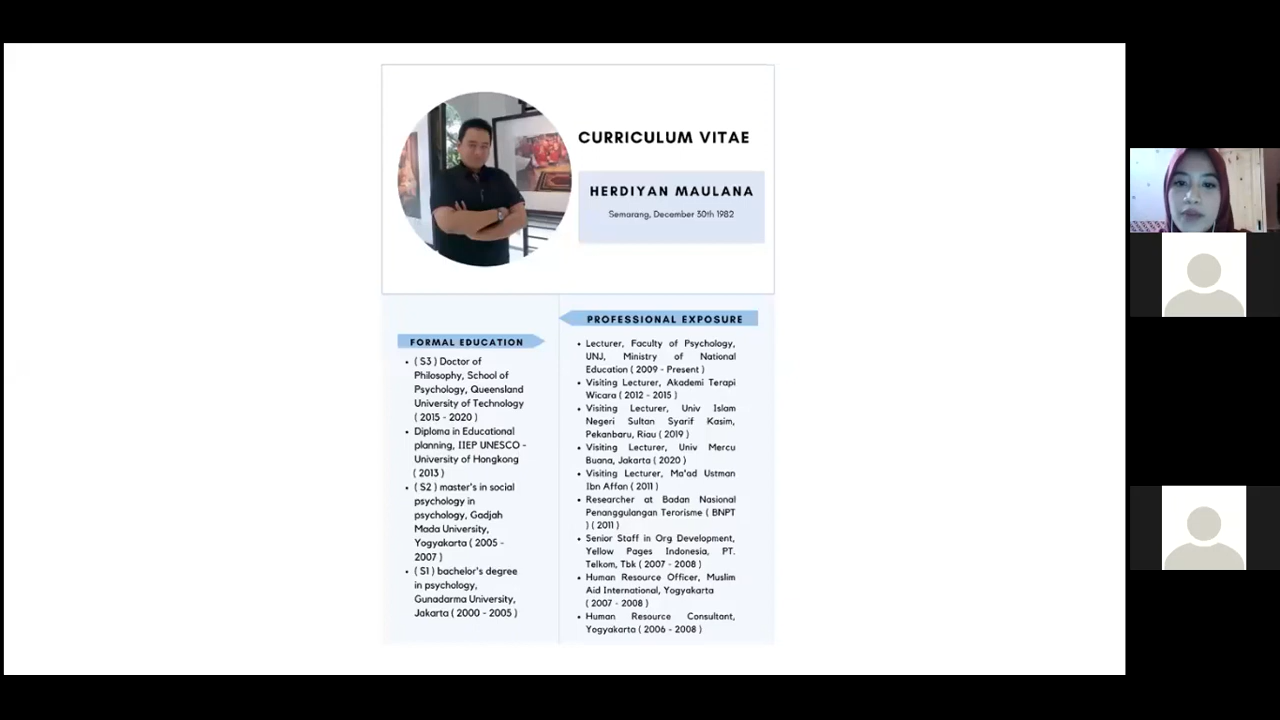 CURRICULUM VITAE
HERDIYAN MAULANA
Semarang, December 30th 1982
FORMAL EDUCATION
• ( S3 ) Doctor of
Philosophy, School of
Psychology, Queensland
University of Technology
( 2015 - 2020 )
• Diploma in Educational
planning, IIEP UNESCO -
University of Hongkong
( 2013 )
• ( S2 ) master's in social
psychology in
psychology, Gadjah
Mada University,
Yogyakarta ( 2005 -
2007 )
• ( S1 ) bachelor's degree
in psychology,
Gunadarma University,
Jakarta ( 2000 - 2005 )
PROFESSIONAL EXPOSURE
• Lecturer, Faculty of Psychology,
UNJ, Ministry of National
Education ( 2009 - Present )
• Visiting Lecturer, Akademi Terapi
Wicara ( 2012 - 2015 )
• Visiting Lecturer, Univ Islam
Negeri Sultan Syarif Kasim,
Pekanbaru, Riau ( 2019 )
• Visiting Lecturer, Univ Mercu
Buana, Jakarta ( 2020 )
• Visiting Lecturer, Ma'ad Ustman
Ibn Affan ( 2011 )
• Researcher at Badan Nasional
Penanggulangan Terorisme ( BNPT
) ( 2011 )
• Senior Staff in Org Development,
Yellow Pages Indonesia, PT.
Telkom, Tbk ( 2007 - 2008 )
• Human Resource Officer, Muslim
Aid International, Yogyakarta
( 2007 - 2008 )
• Human Resource Consultant,
Yogyakarta ( 2006 - 2008 )